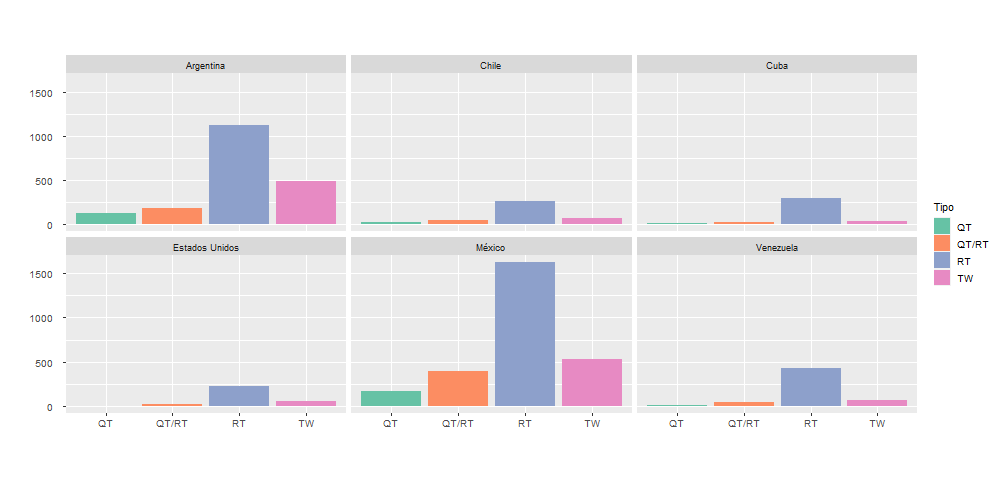 Argentina
Chile
Cuba
1500
1000
500
0
Estados Unidos
México
Venezuela
1500
1000
500
0
QT
QT/RT
RT
TW
QT
QT/RT
RT
TW
QT
QT/RT
RT
TW
Tipo
QT
QT/RT
RT
TW